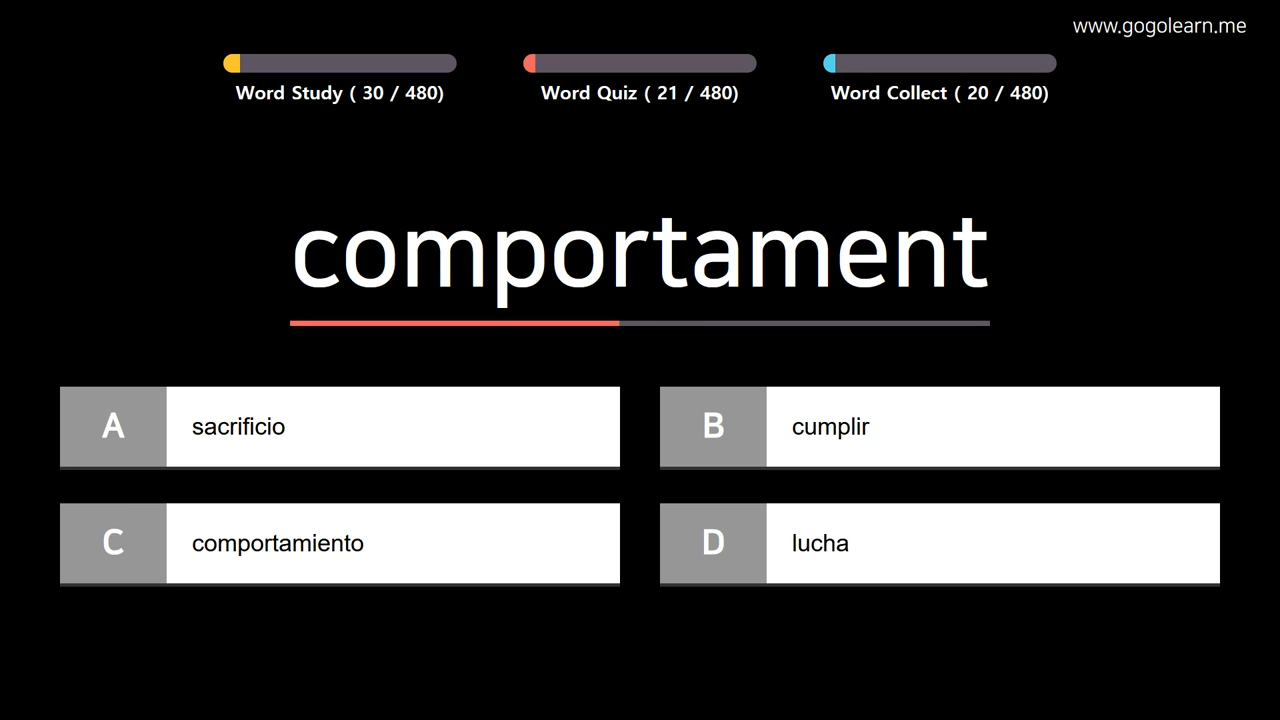 www.gogolearn.me
Word Study ( 30 / 480)
Word Quiz ( 21 / 480)
Word Collect ( 20 / 480)
comportament
A sacrificio
B cumplir
C comportamiento
D lucha